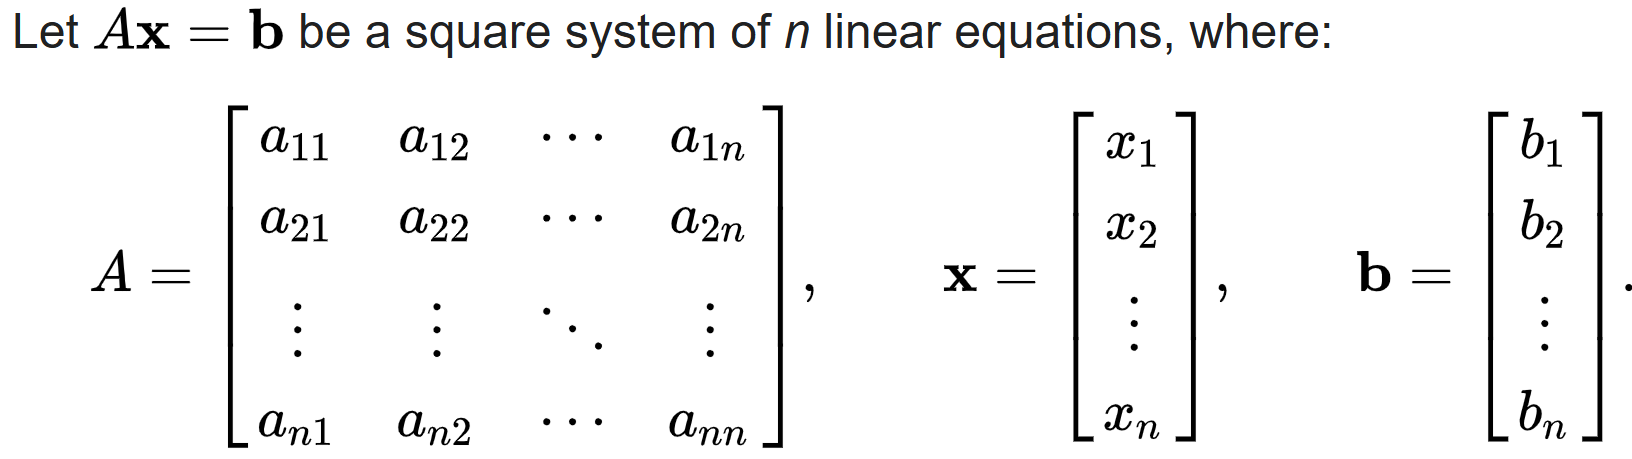 Let Ax = b be a square system of n linear equations, where:
A = [ a₁₁ a₁₂ ⋯ a₁ₙ ; a₂₁ a₂₂ ⋯ a₂ₙ ; ⋮ ⋮ ⋱ ⋮ ; aₙ₁ aₙ₂ ⋯ aₙₙ ], x = [ x₁ ; x₂ ; ⋮ ; xₙ ], b = [ b₁ ; b₂ ; ⋮ ; bₙ ].